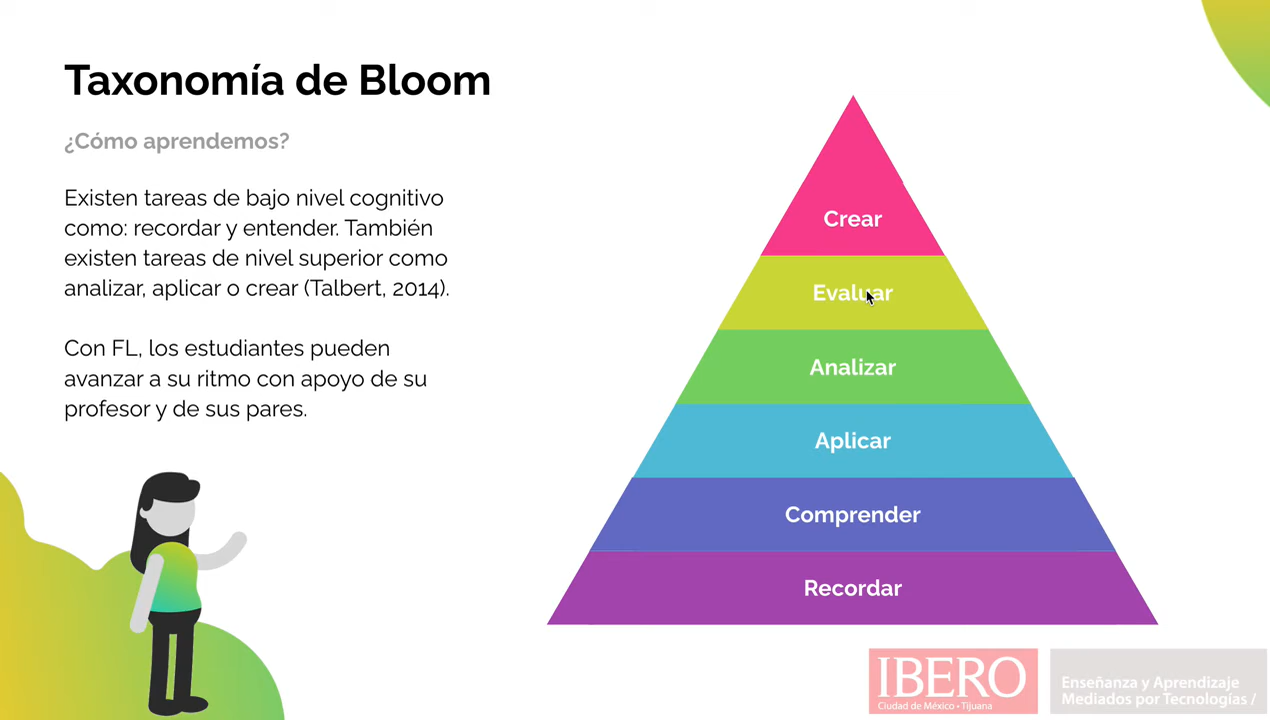 Taxonomía de Bloom
¿Cómo aprendemos?
Existen tareas de bajo nivel cognitivo
como: recordar y entender. También
existen tareas de nivel superior como
analizar, aplicar o crear (Talbert, 2014).
Con FL, los estudiantes pueden
avanzar a su ritmo con apoyo de su
profesor y de sus pares.
Crear
Evaluar
Analizar
Aplicar
Comprender
Recordar
IBERO
Ciudad de México • Tijuana
Enseñanza y Aprendizaje
Mediados por Tecnologías /